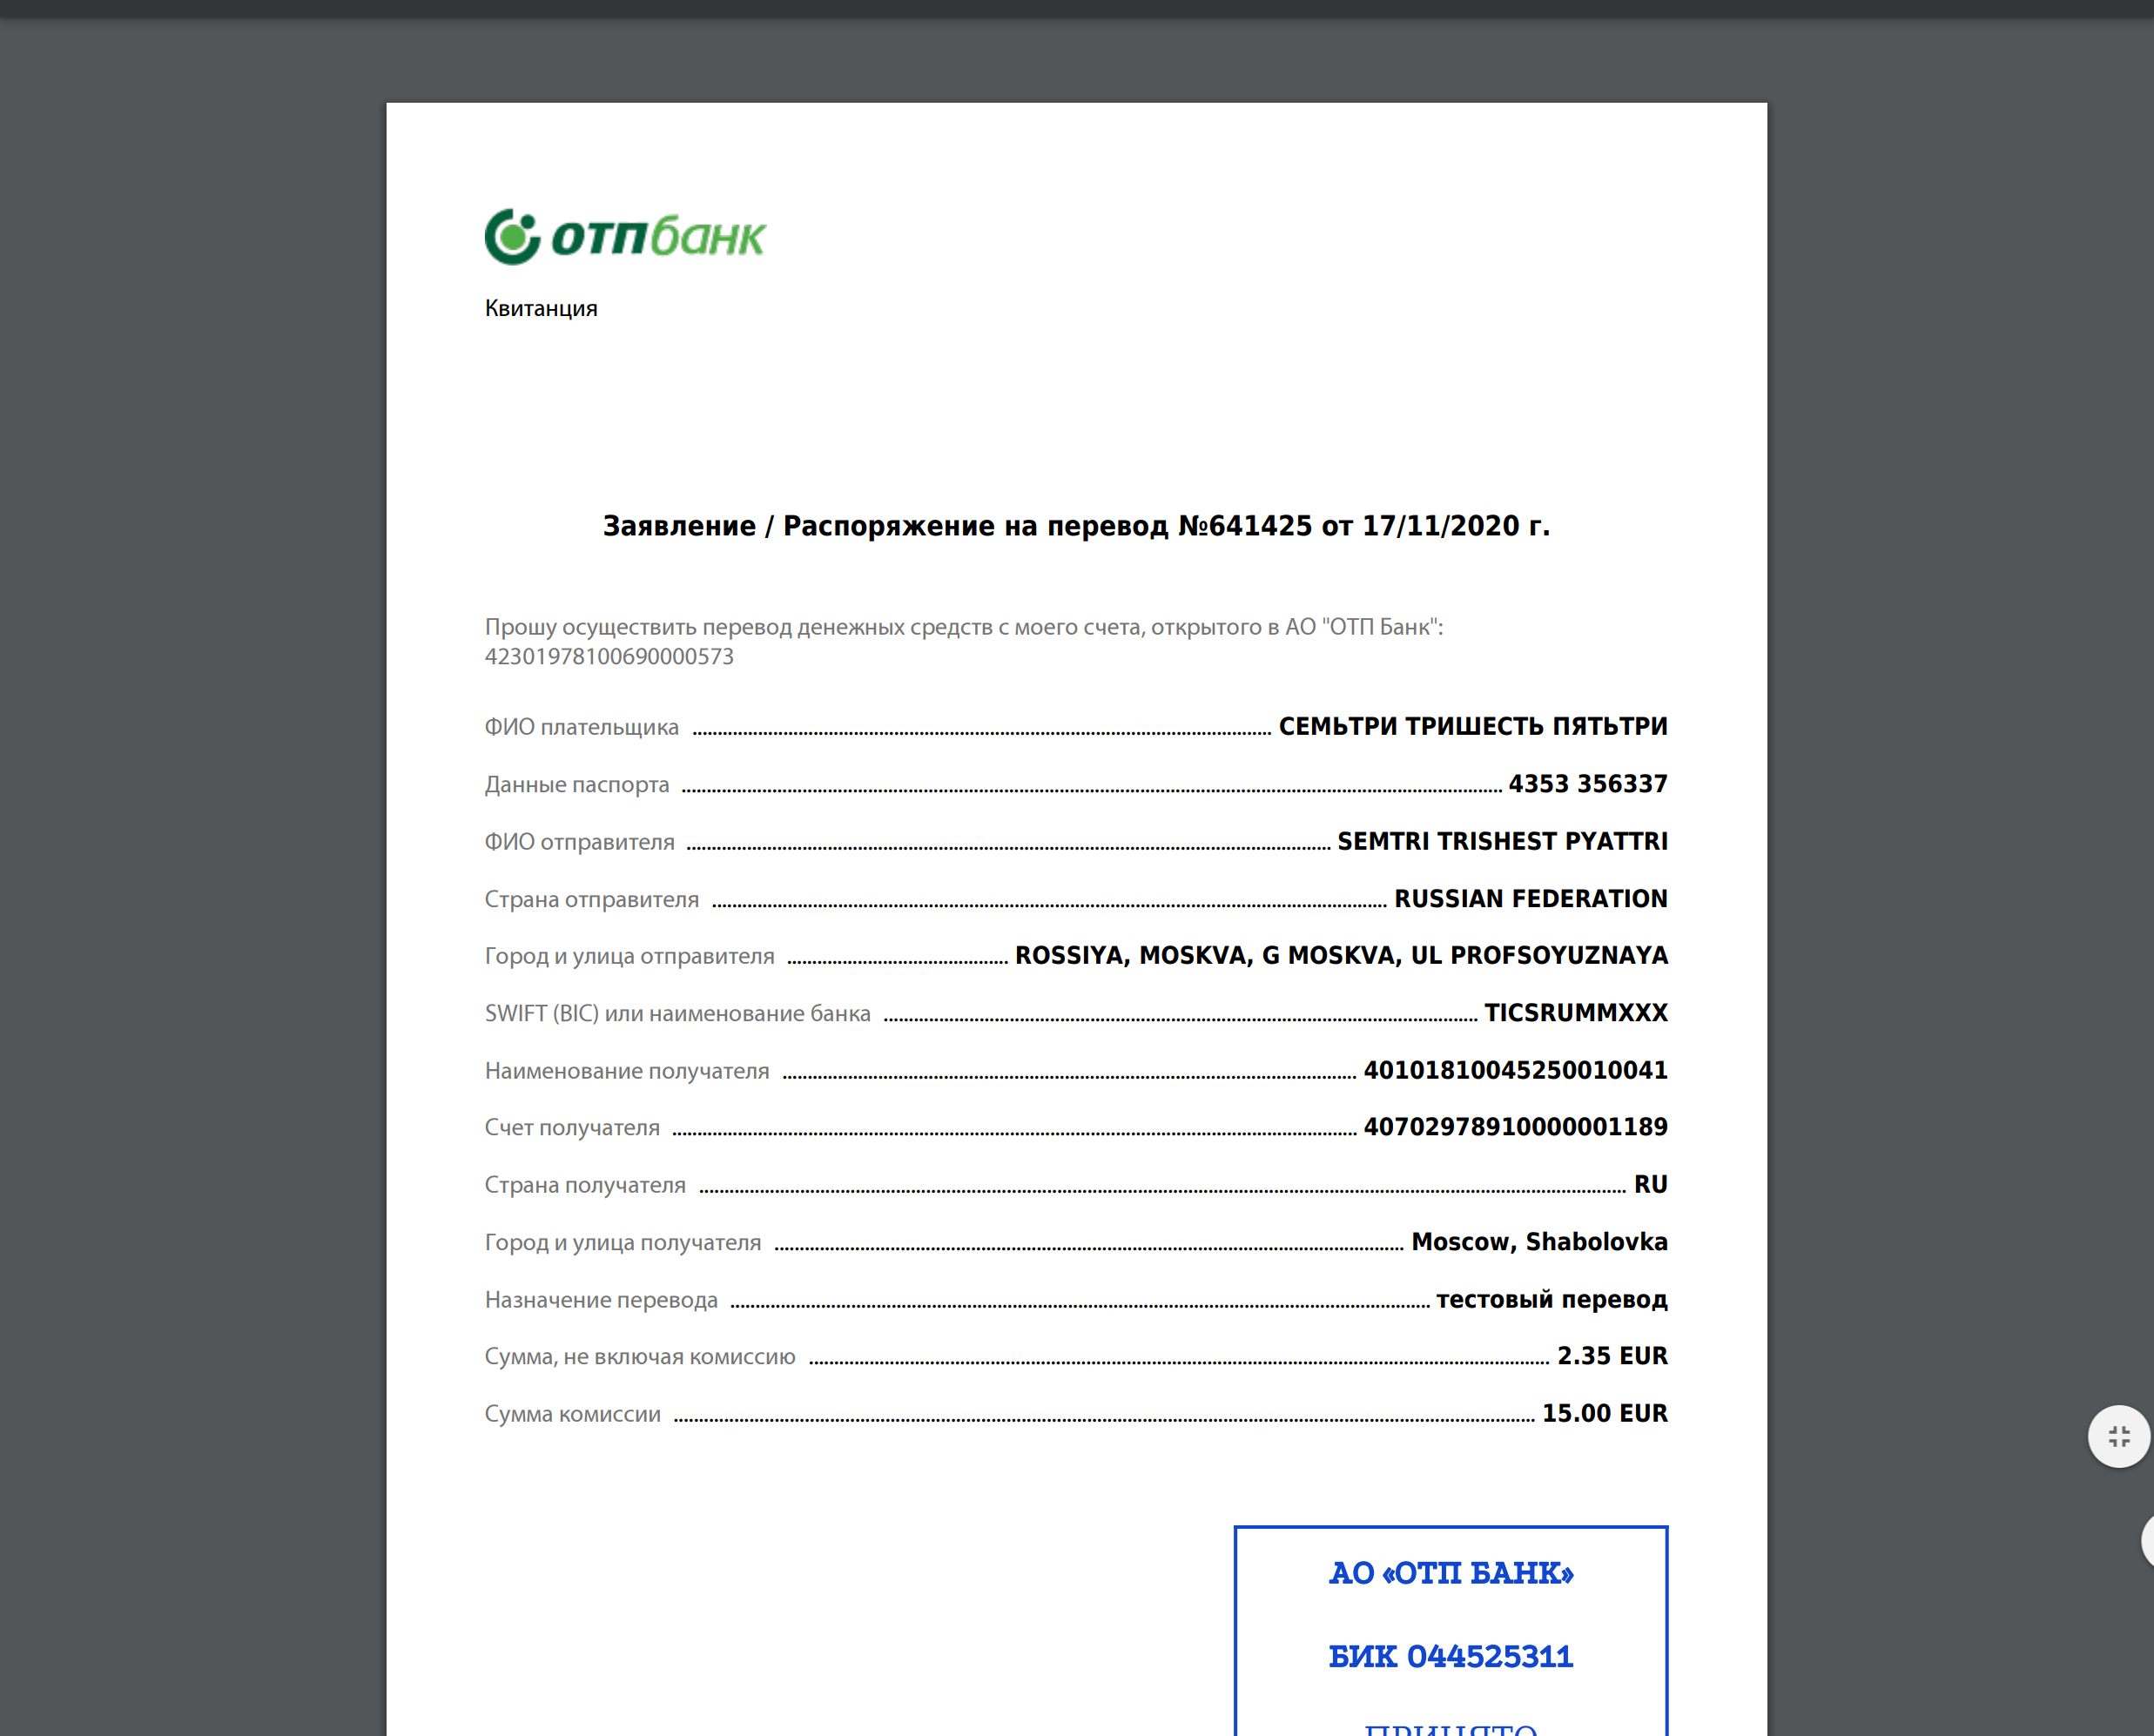 отпбанк
Квитанция
Заявление / Распоряжение на перевод №641425 от 17/11/2020 г.
Прошу осуществить перевод денежных средств с моего счета, открытого в АО "ОТП Банк":
42301978100690000573
ФИО плательщика СЕМЬТРИ ТРИШЕСТЬ ПЯТЬТРИ
Данные паспорта 4353 356337
ФИО отправителя SEMTRI TRISHEST PYATTRI
Страна отправителя RUSSIAN FEDERATION
Город и улица отправителя ROSSIYA, MOSKVA, G MOSKVA, UL PROFSOYUZNAYA
SWIFT (BIC) или наименование банка TICSRUMMXXX
Наименование получателя 40101810045250010041
Счет получателя 40702978910000001189
Страна получателя RU
Город и улица получателя Moscow, Shabolovka
Назначение перевода тестовый перевод
Сумма, не включая комиссию 2.35 EUR
Сумма комиссии 15.00 EUR
АО «ОТП БАНК»
БИК 044525311
ПРИНЯТО